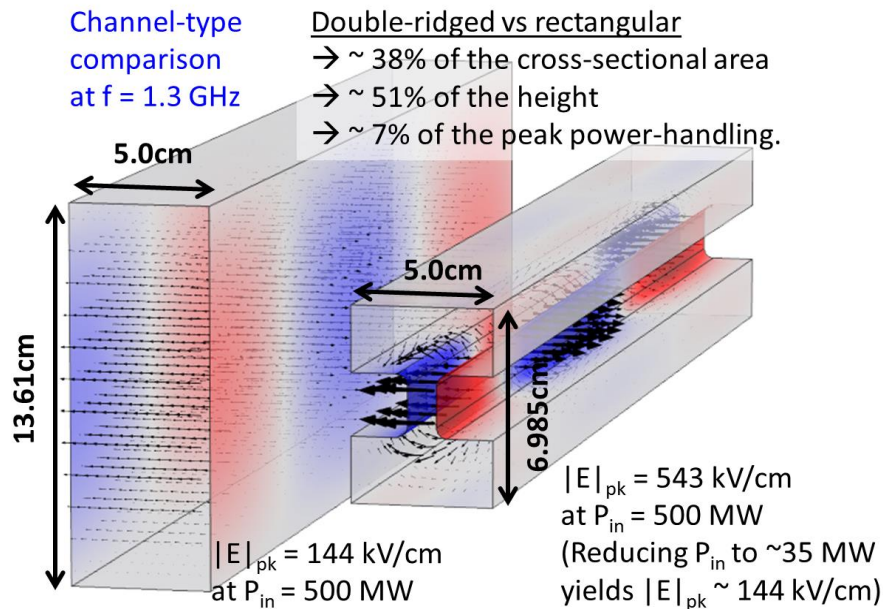 Channel-type
comparison
at f = 1.3 GHz
Double-ridged vs rectangular
→ ~ 38% of the cross-sectional area
→ ~ 51% of the height
→ ~ 7% of the peak power-handling.
5.0cm
5.0cm
13.61cm
6.985cm
|E|pk = 144 kV/cm
at Pin = 500 MW
|E|pk = 543 kV/cm
at Pin = 500 MW
(Reducing Pin to ~35 MW
yields |E|pk ~ 144 kV/cm)